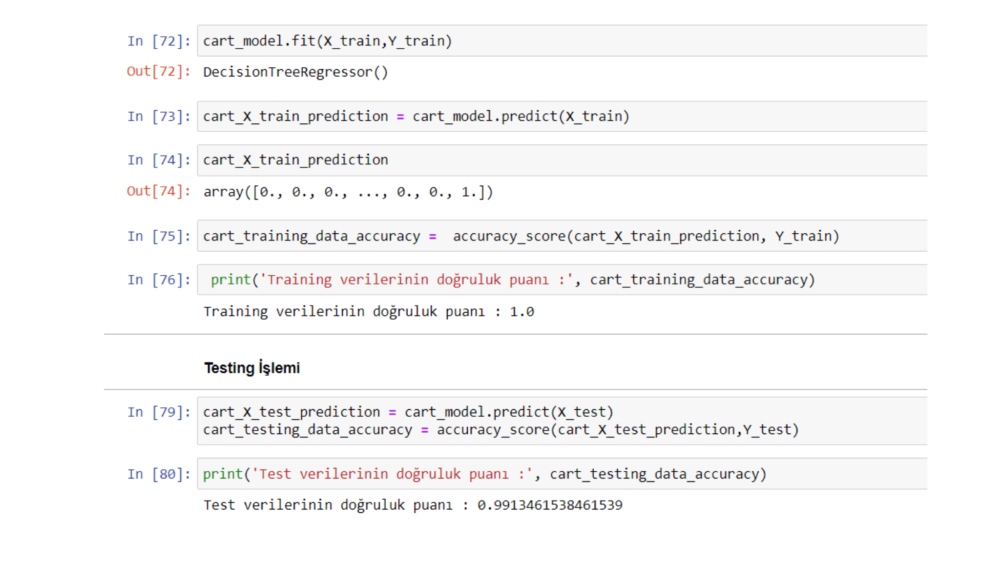 In [72]: cart_model.fit(X_train,Y_train)
Out[72]: DecisionTreeRegressor()
In [73]: cart_X_train_prediction = cart_model.predict(X_train)
In [74]: cart_X_train_prediction
Out[74]: array([0., 0., 0., ..., 0., 0., 1.])
In [75]: cart_training_data_accuracy =  accuracy_score(cart_X_train_prediction, Y_train)
In [76]: print('Training verilerinin doğruluk puanı :', cart_training_data_accuracy)
Training verilerinin doğruluk puanı : 1.0
Testing İşlemi
In [79]: cart_X_test_prediction = cart_model.predict(X_test)
cart_testing_data_accuracy = accuracy_score(cart_X_test_prediction,Y_test)
In [80]: print('Test verilerinin doğruluk puanı :', cart_testing_data_accuracy)
Test verilerinin doğruluk puanı : 0.9913461538461539